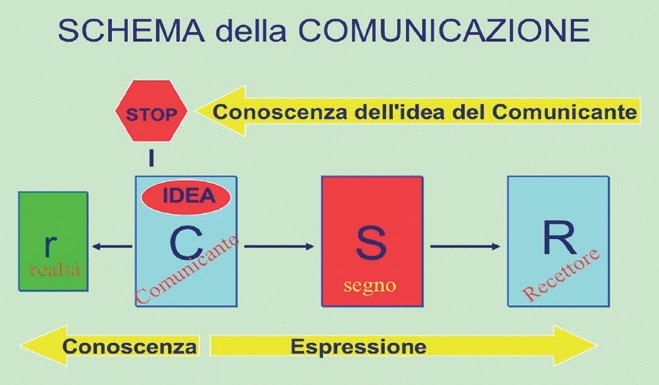 SCHEMA della COMUNICAZIONE
STOP
Conoscenza dell'idea del Comunicante
IDEA
r
realtà
C
Comunicante
S
segno
R
Recettore
Conoscenza
Espressione